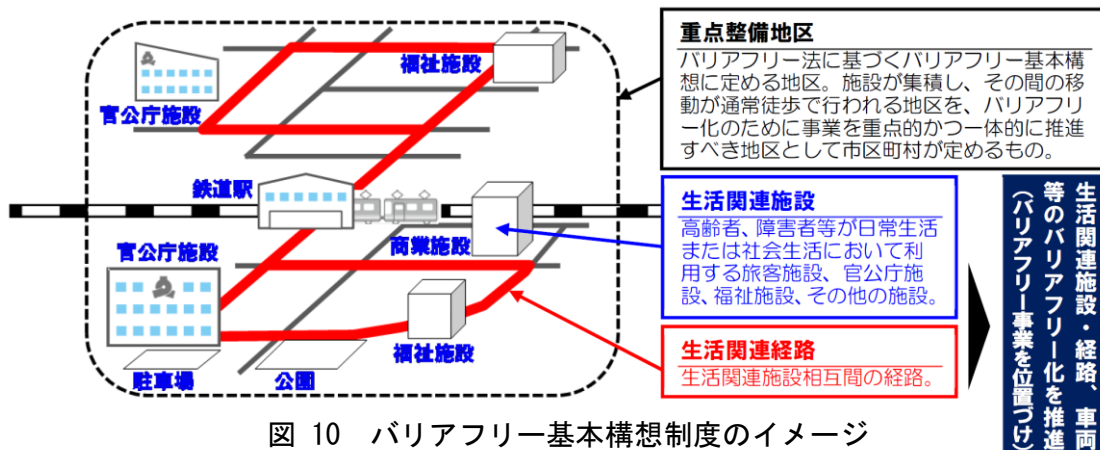 福祉施設
官公庁施設
鉄道駅
商業施設
官公庁施設
福祉施設
駐車場
公園
重点整備地区
バリアフリー法に基づくバリアフリー基本構
想に定める地区。施設が集積し、その間の移
動が通常徒歩で行われる地区を、バリアフリ
ー化のために事業を重点的かつ一体的に推進
すべき地区として市区町村が定めるもの。
生活関連施設
高齢者、障害者等が日常生活
または社会生活において利
用する旅客施設、官公庁施
設、福祉施設、その他の施設。
生活関連経路
生活関連施設相互間の経路。
生活関連施設・経路、車両
等のバリアフリー化を推進
(バリアフリー事業を位置づけ)
図 10 バリアフリー基本構想制度のイメージ